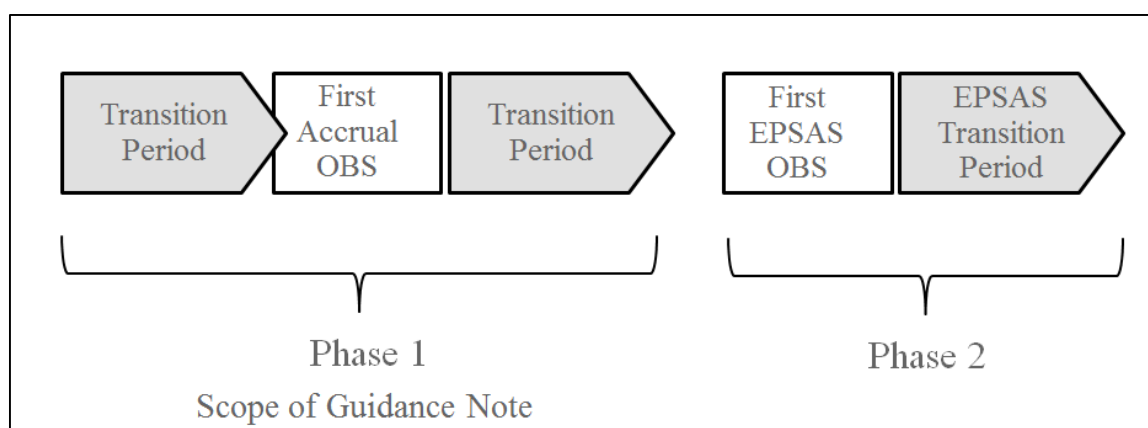 Transition
Period
First
Accrual
OBS
Transition
Period
First
EPSAS
OBS
EPSAS
Transition
Period
Phase 1
Scope of Guidance Note
Phase 2